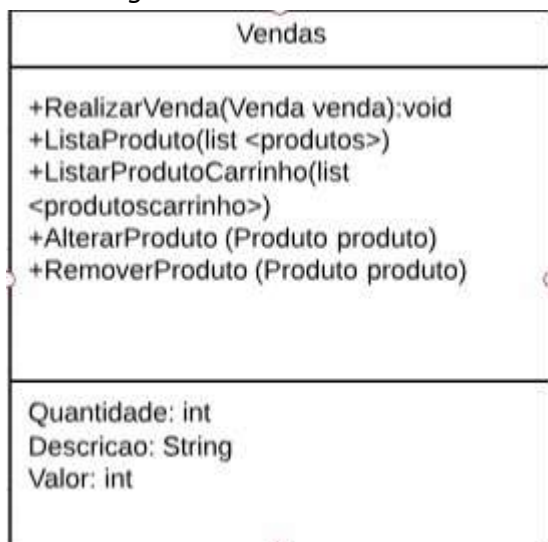 Vendas
+RealizarVenda(Venda venda):void
+ListaProduto(list <produtos>)
+ListarProdutoCarrinho(list
<produtoscarrinho>)
+AlterarProduto (Produto produto)
+RemoverProduto (Produto produto)
Quantidade: int
Descricao: String
Valor: int